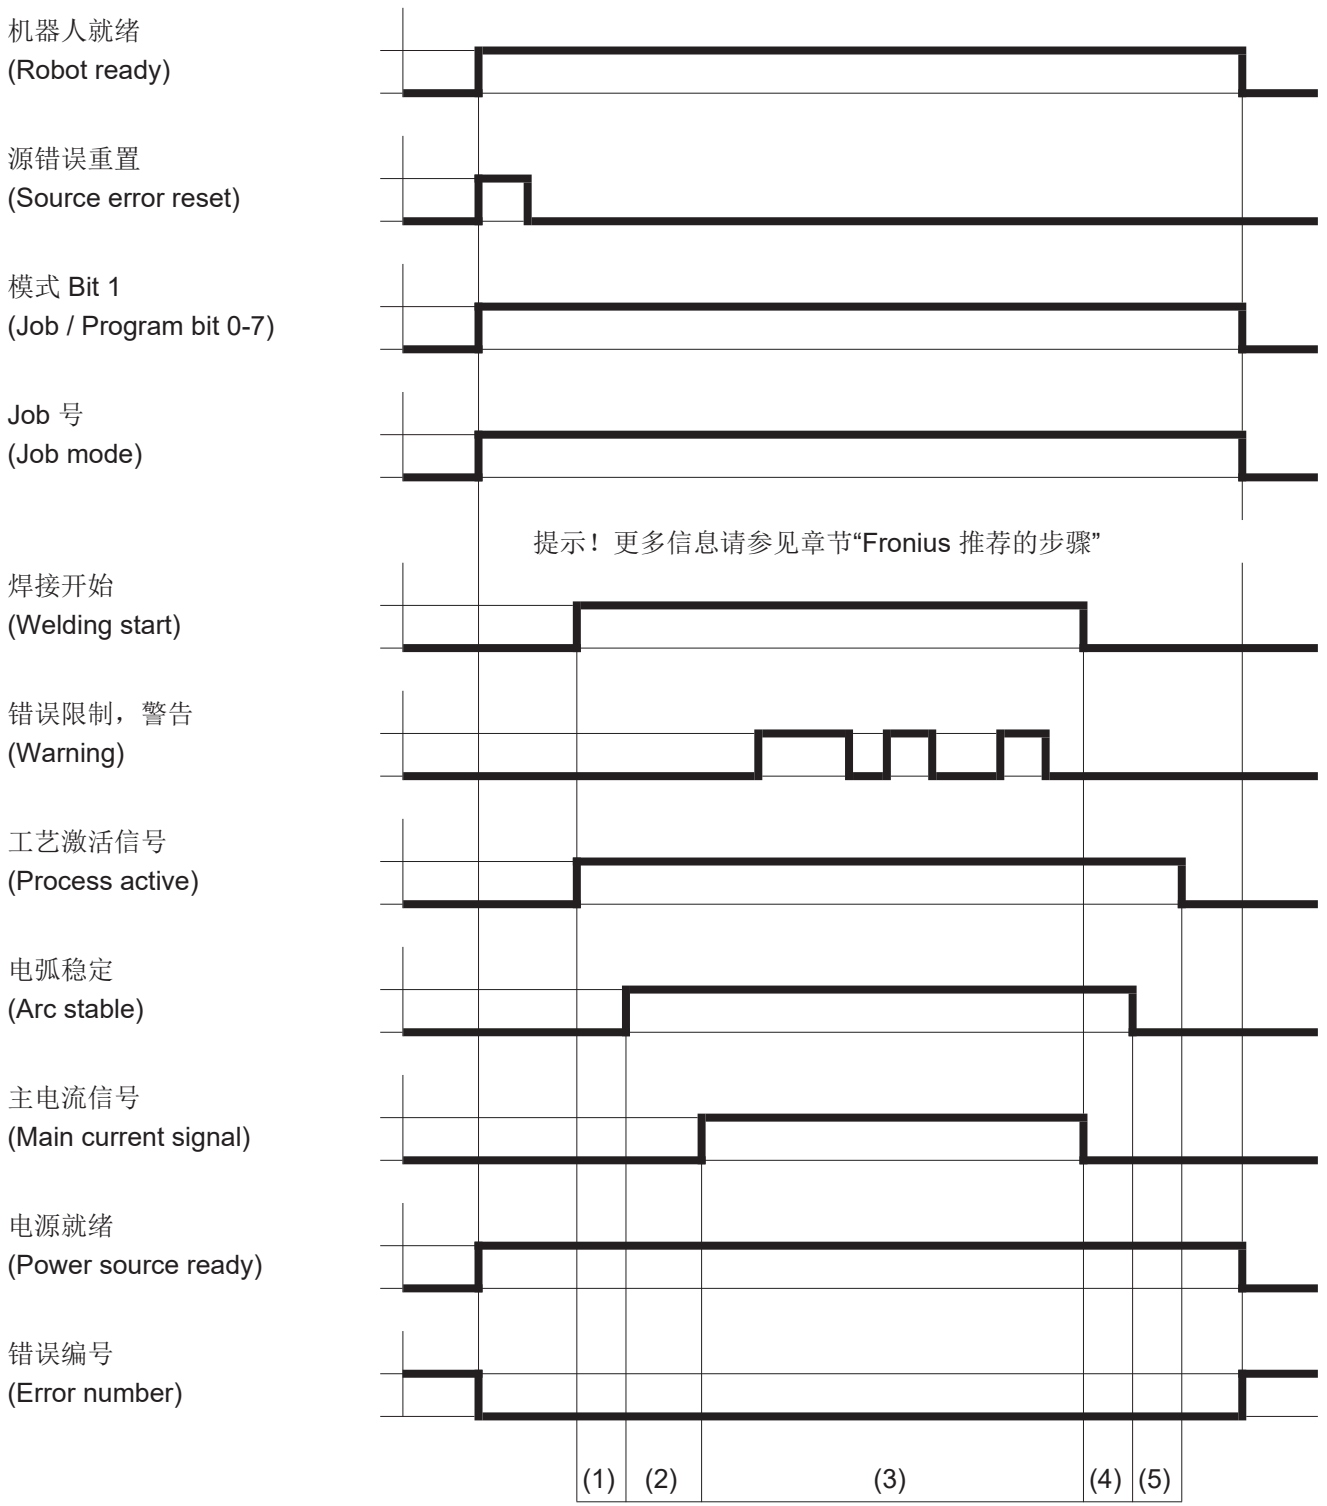 机器人就绪
(Robot ready)
源错误重置
(Source error reset)
模式 Bit 1
(Job / Program bit 0-7)
Job 号
(Job mode)
提示！更多信息请参见章节“Fronius 推荐的步骤”
焊接开始
(Welding start)
错误限制，警告
(Warning)
工艺激活信号
(Process active)
电弧稳定
(Arc stable)
主电流信号
(Main current signal)
电源就绪
(Power source ready)
错误编号
(Error number)
(1) (2) (3) (4) (5)